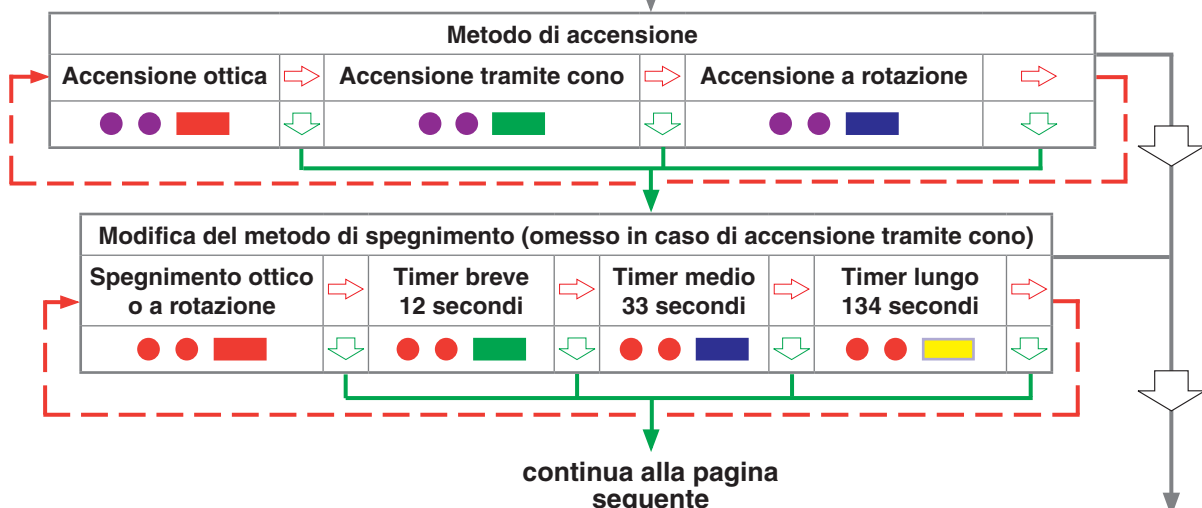 Metodo di accensione
Accensione ottica
Accensione tramite cono
Accensione a rotazione
Modifica del metodo di spegnimento (omesso in caso di accensione tramite cono)
Spegnimento ottico
o a rotazione
Timer breve
12 secondi
Timer medio
33 secondi
Timer lungo
134 secondi
continua alla pagina
seguente